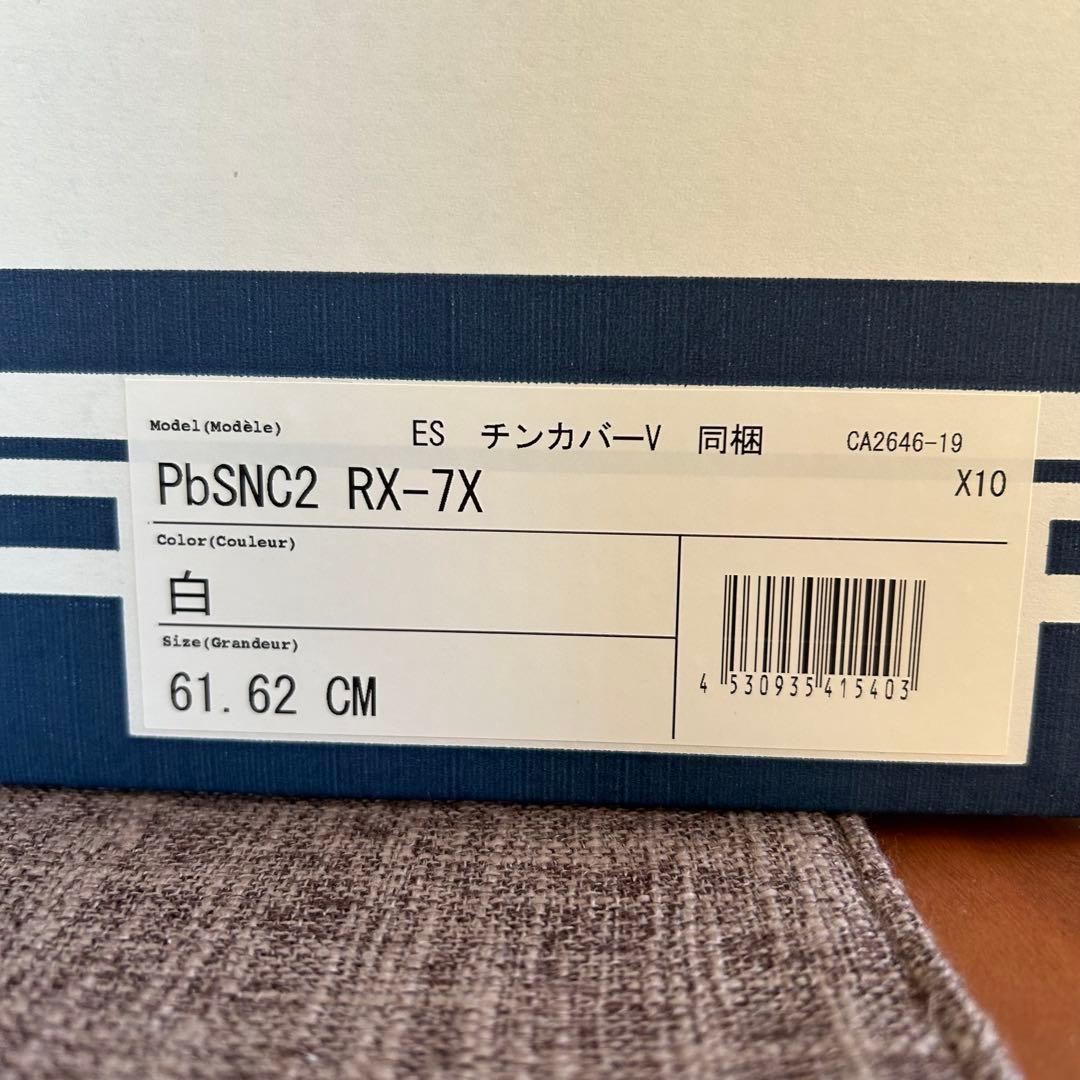 Model(Modèle) ES チンカバーV 同梱 CA2646-19
PbSNC2 RX-7X X10
Color(Couleur)
白
Size(Grandeur)
61. 62 CM
4 530935 415403